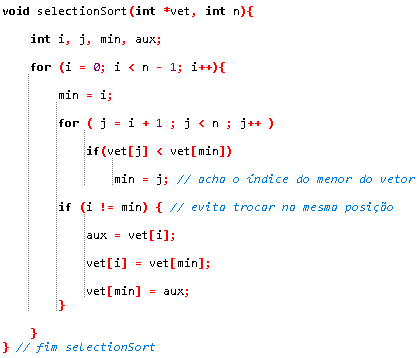 void selectionSort(int *vet, int n){
int i, j, min, aux;
for (i = 0; i < n - 1; i++){
min = i;
for ( j = i + 1 ; j < n ; j++ )
if(vet[j] < vet[min])
min = j; // acha o índice do menor do vetor
if (i != min) { // evita trocar na mesma posição
aux = vet[i];
vet[i] = vet[min];
vet[min] = aux;
}
}
} // fim selectionSort